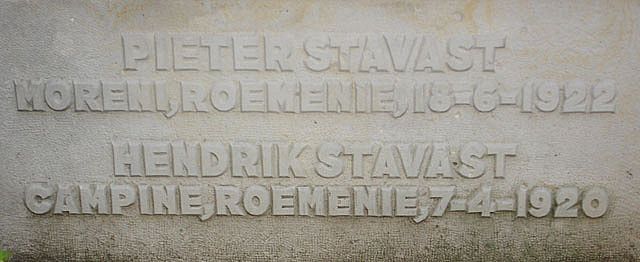 PIETER STAVAST
MORENI, ROEMENIE, 18-6-1922
HENDRIK STAVAST
CAMPINE, ROEMENIE, 7-4-1920